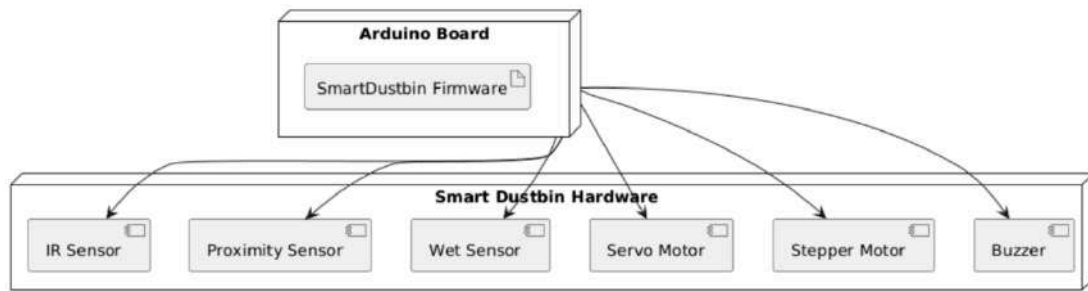 Arduino Board
SmartDustbin Firmware
Smart Dustbin Hardware
IR Sensor
Proximity Sensor
Wet Sensor
Servo Motor
Stepper Motor
Buzzer